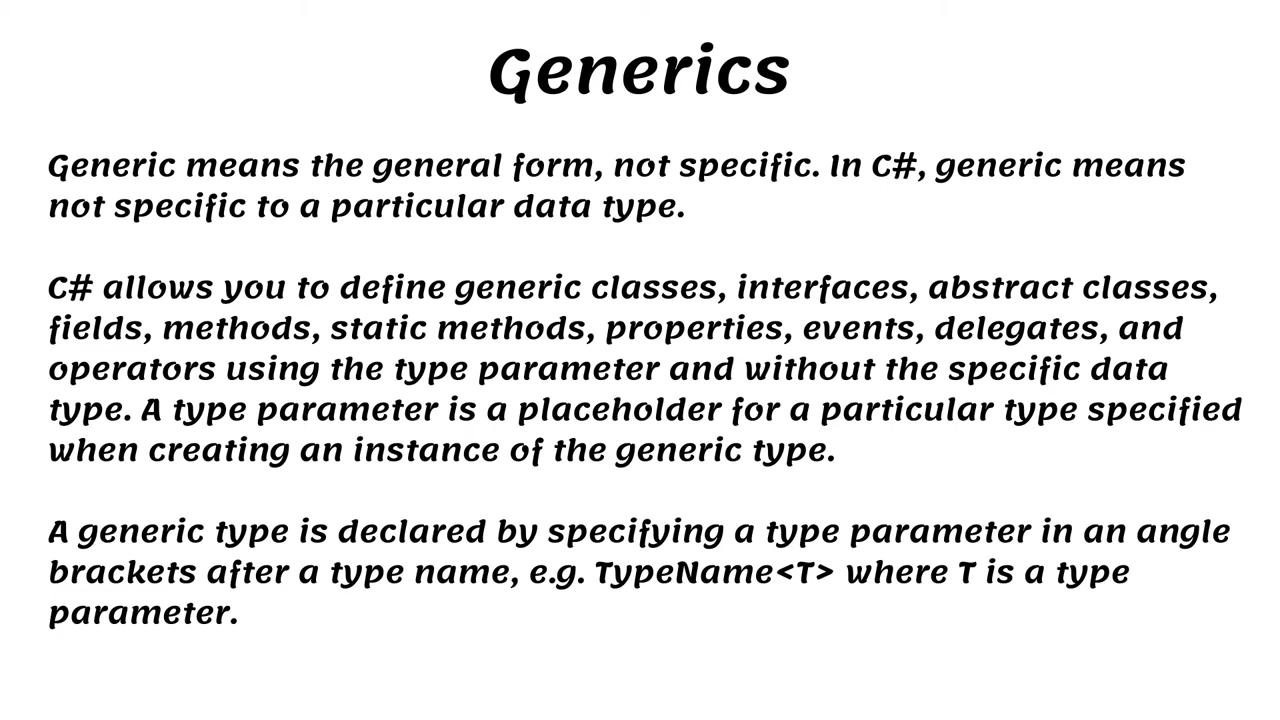 Generics
Generic means the general form, not specific. In C#, generic means
not specific to a particular data type.
C# allows you to define generic classes, interfaces, abstract classes,
fields, methods, static methods, properties, events, delegates, and
operators using the type parameter and without the specific data
type. A type parameter is a placeholder for a particular type specified
when creating an instance of the generic type.
A generic type is declared by specifying a type parameter in an angle
brackets after a type name, e.g. TypeName<T> where T is a type
parameter.